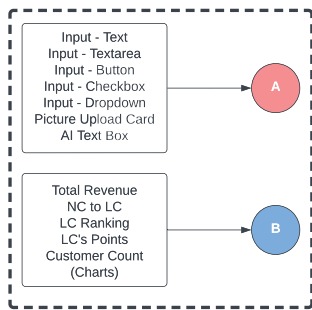 Input - Text
Input - Textarea
Input - Button
Input - Checkbox
Input - Dropdown
Picture Upload Card
AI Text Box
A
Total Revenue
NC to LC
LC Ranking
LC's Points
Customer Count
(Charts)
B